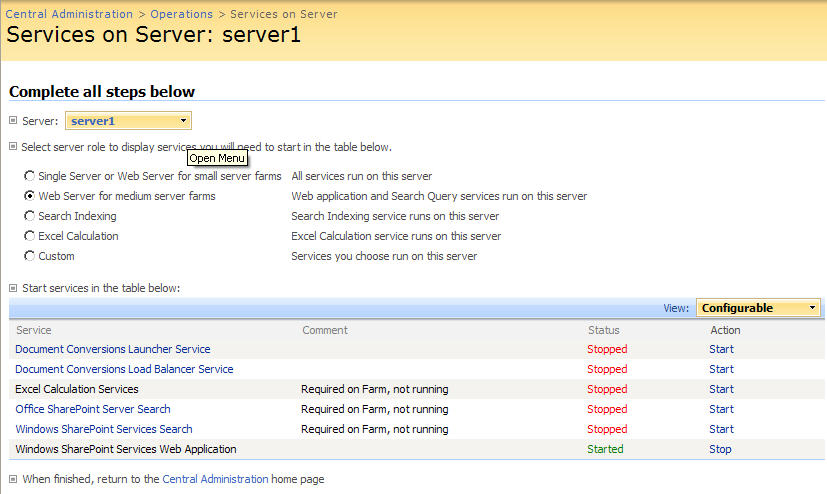 Central Administration > Operations > Services on Server
Services on Server: server1
Complete all steps below
Server: server1
Select server role to display services you will need to start in the table below.
Open Menu
Single Server or Web Server for small server farms All services run on this server
Web Server for medium server farms Web application and Search Query services run on this server
Search Indexing Search Indexing service runs on this server
Excel Calculation Excel Calculation service runs on this server
Custom Services you choose run on this server
Start services in the table below:
View: Configurable
Service Comment Status Action
Document Conversions Launcher Service Stopped Start
Document Conversions Load Balancer Service Stopped Start
Excel Calculation Services Required on Farm, not running Stopped Start
Office SharePoint Server Search Required on Farm, not running Stopped Start
Windows SharePoint Services Search Required on Farm, not running Stopped Start
Windows SharePoint Services Web Application Started Stop
When finished, return to the Central Administration home page